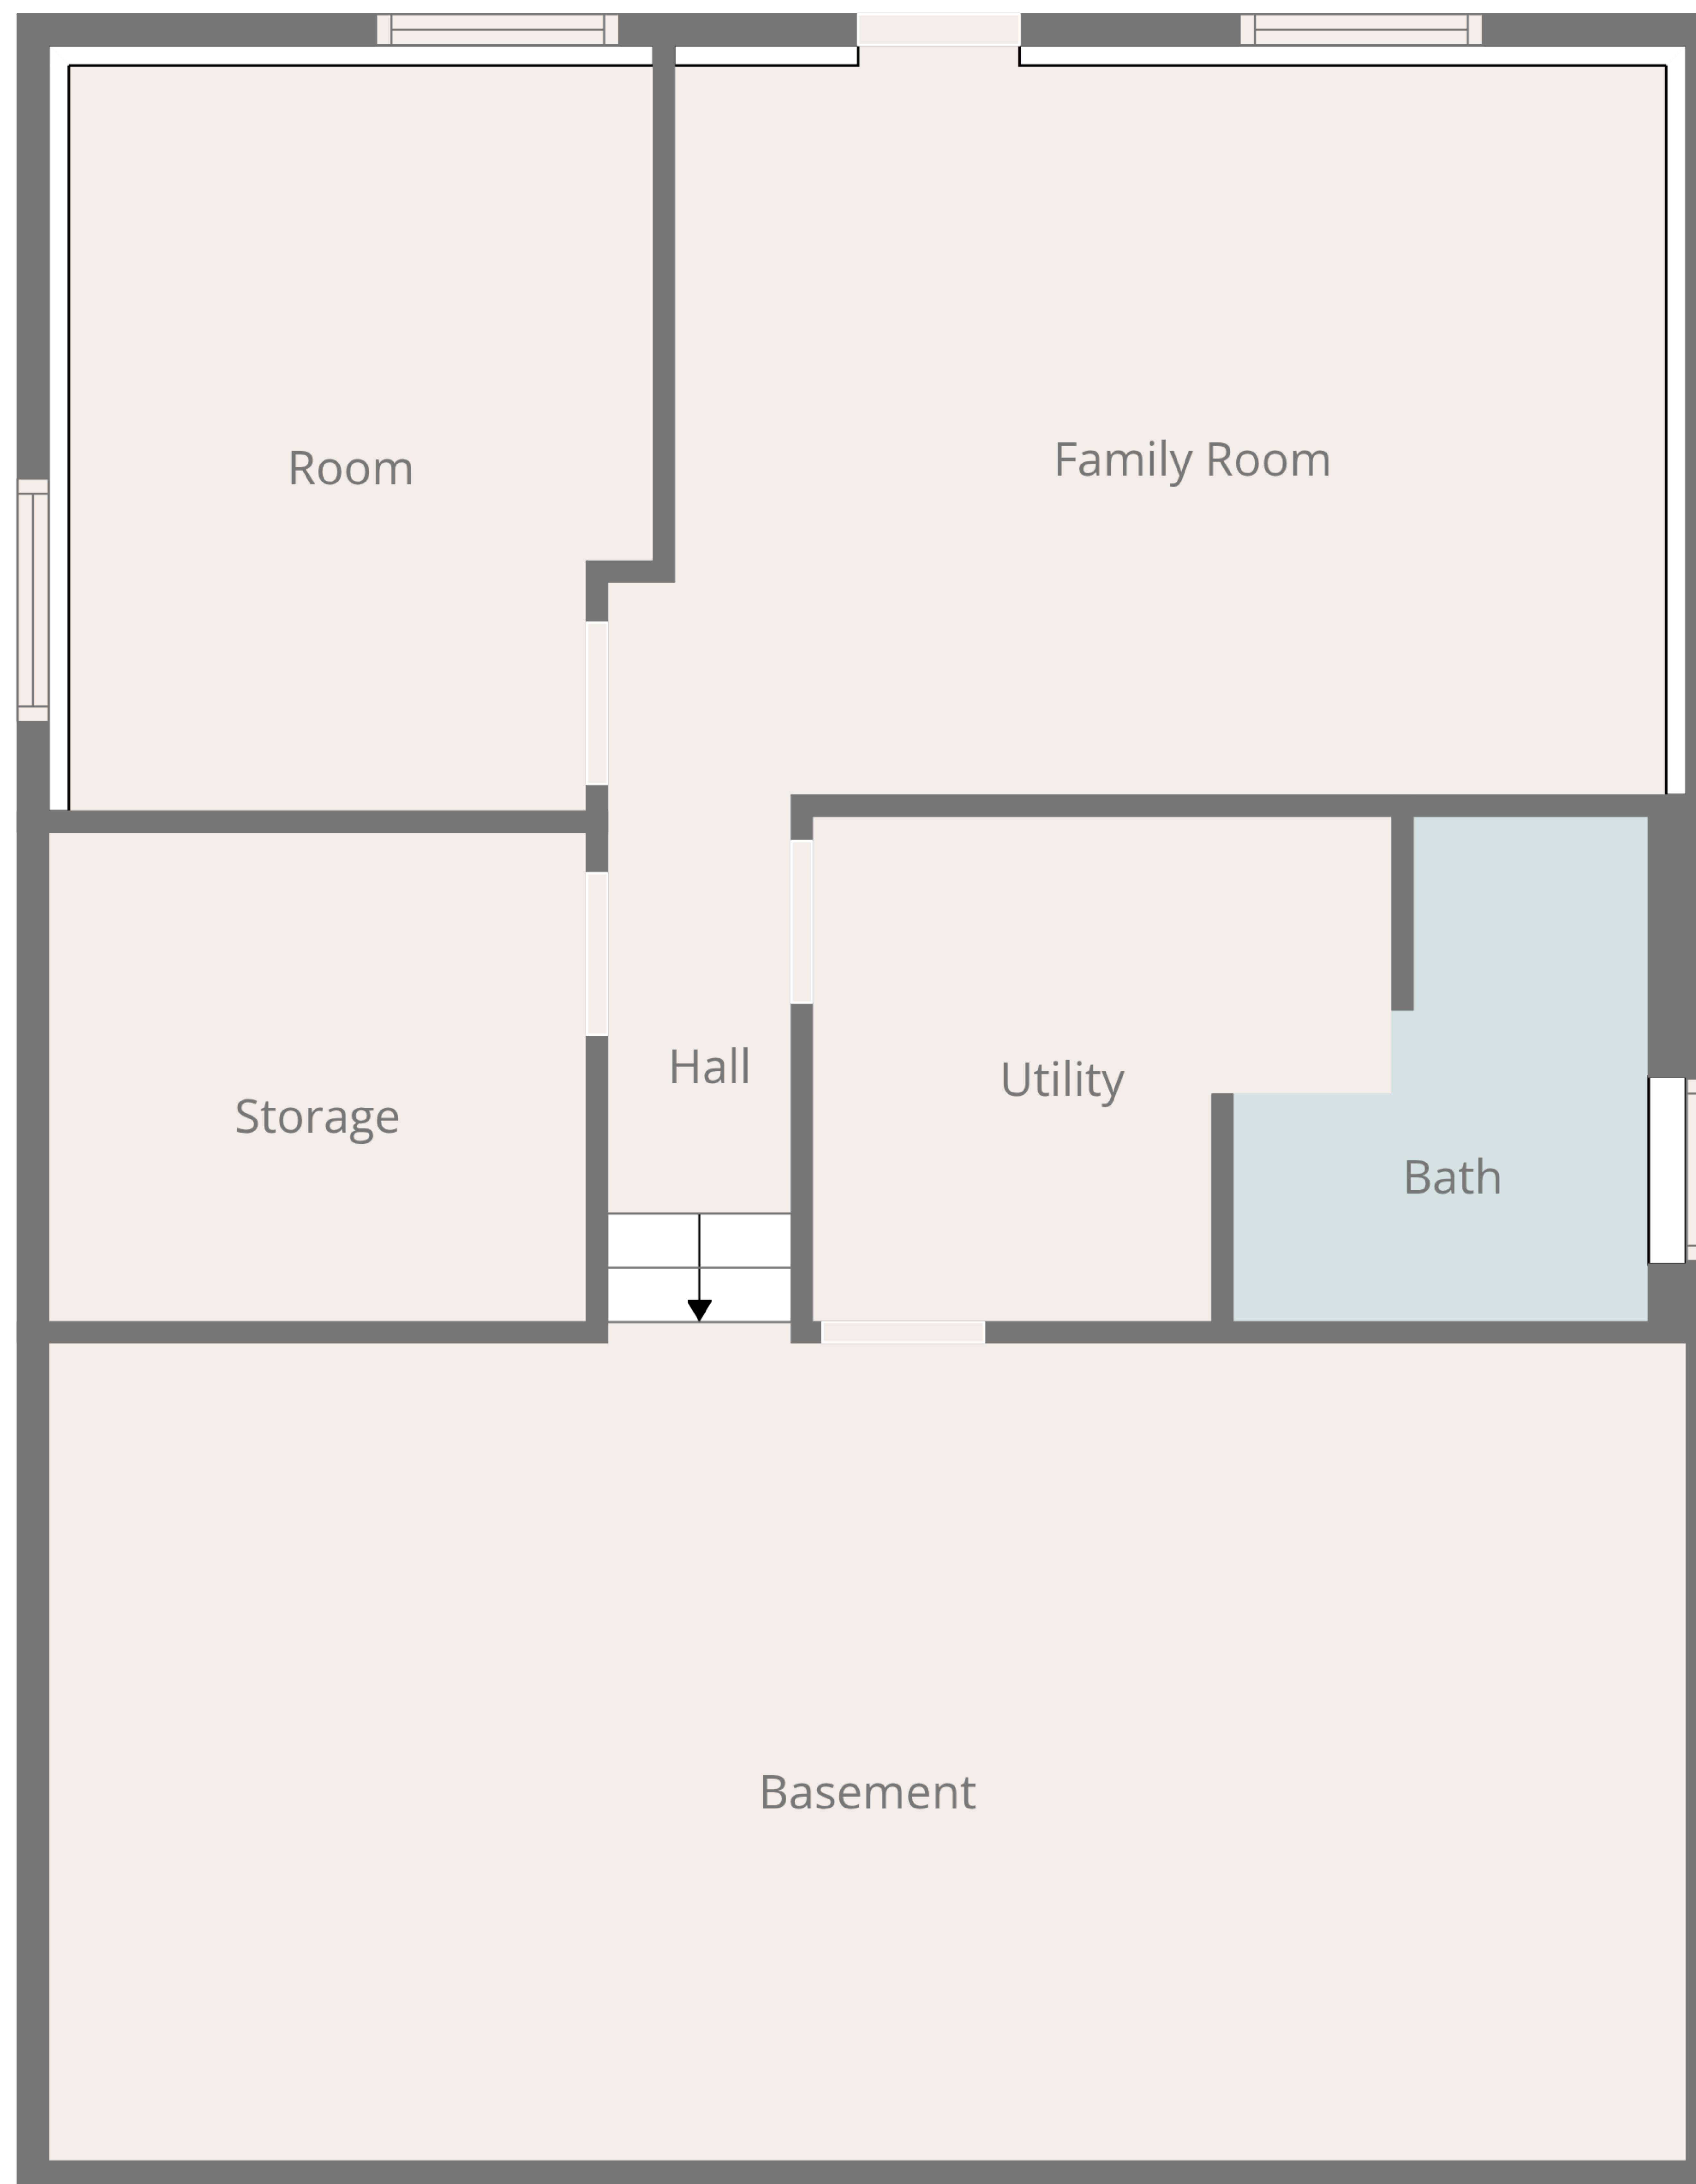 Room
Family Room
Hall
Utility
Storage
Bath
Basement